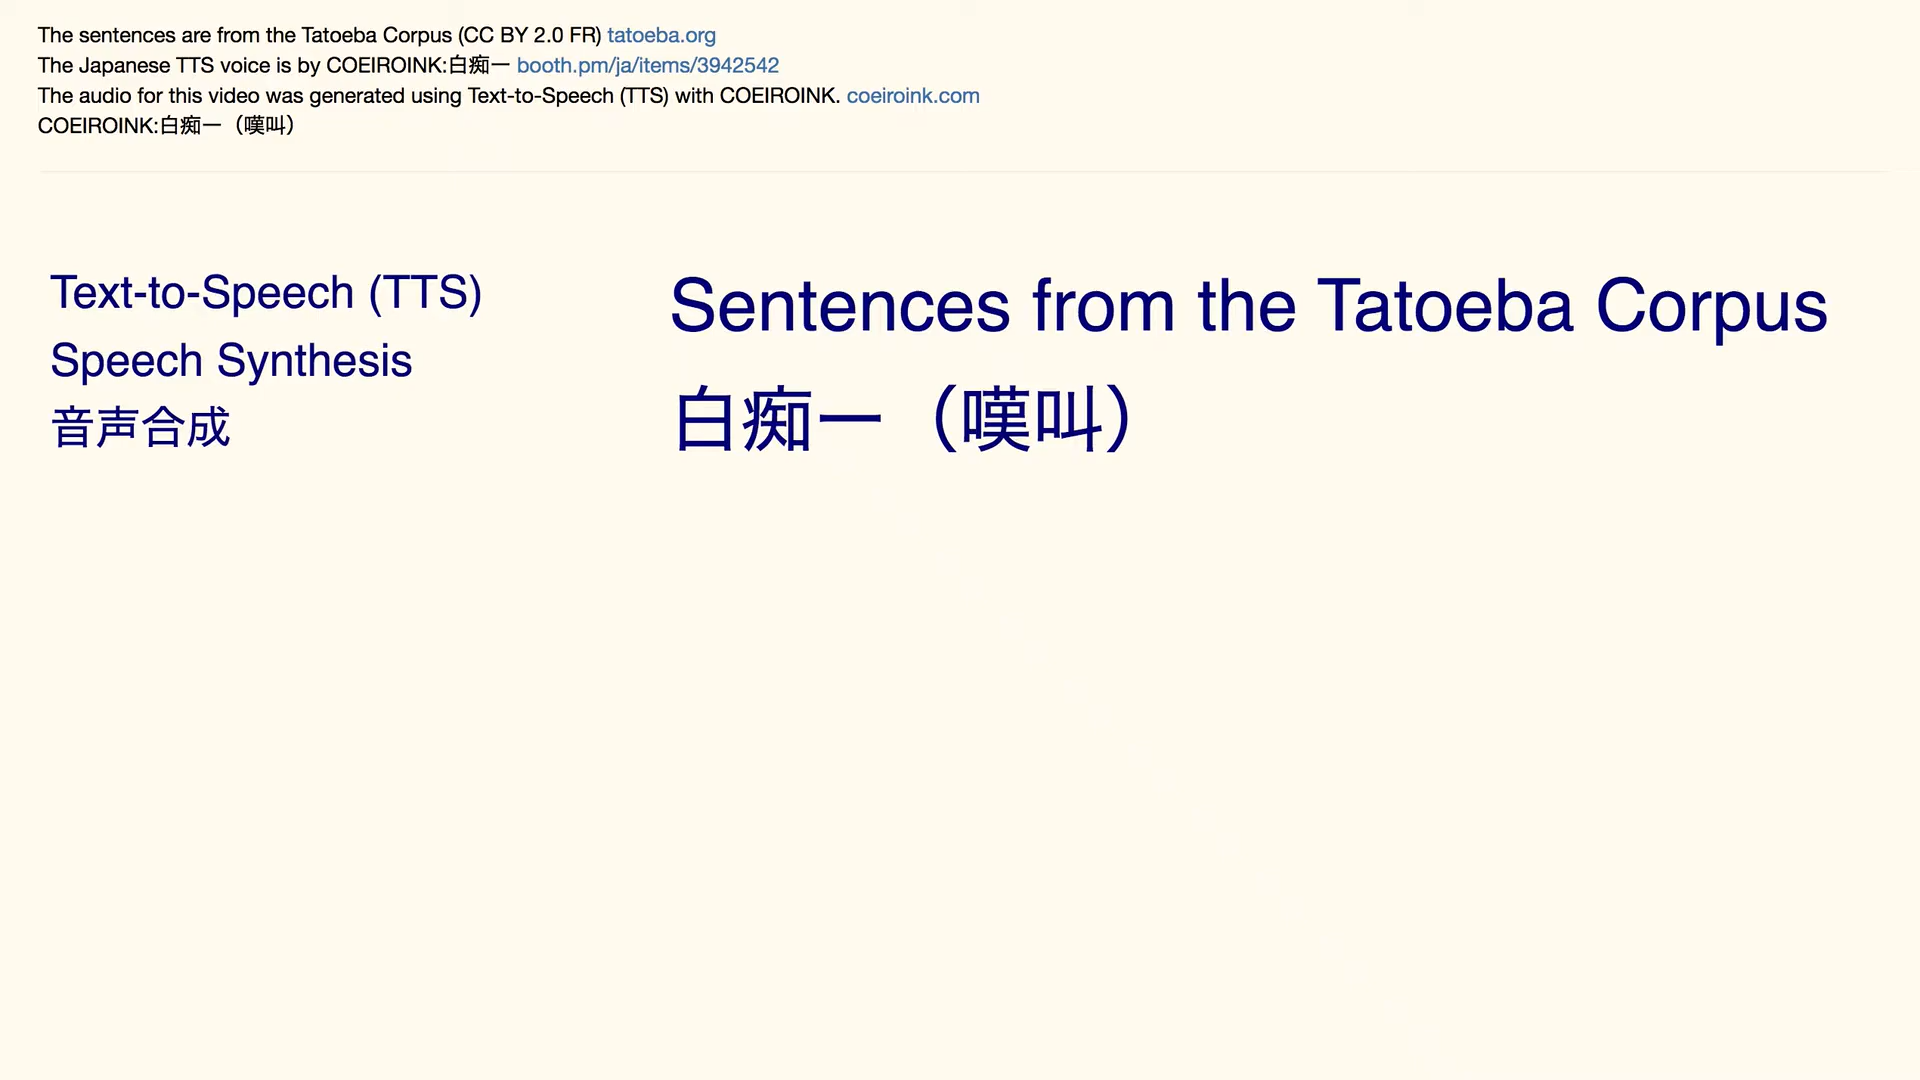 The sentences are from the Tatoeba Corpus (CC BY 2.0 FR) tatoeba.org
The Japanese TTS voice is by COEIROINK:白痴一 booth.pm/ja/items/3942542
The audio for this video was generated using Text-to-Speech (TTS) with COEIROINK. coeiroink.com
COEIROINK:白痴一（嘆叫）
Text-to-Speech (TTS)
Speech Synthesis
音声合成
Sentences from the Tatoeba Corpus
白痴一（嘆叫）